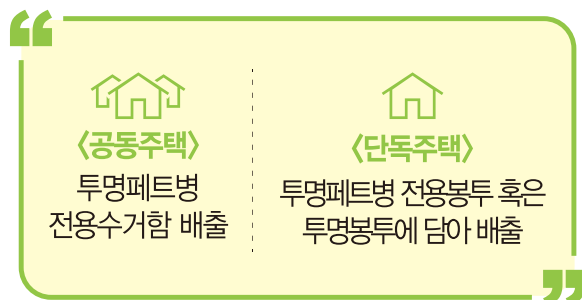 <공동주택>
투명페트병
전용수거함 배출
<단독주택>
투명페트병 전용봉투 혹은
투명봉투에 담아 배출